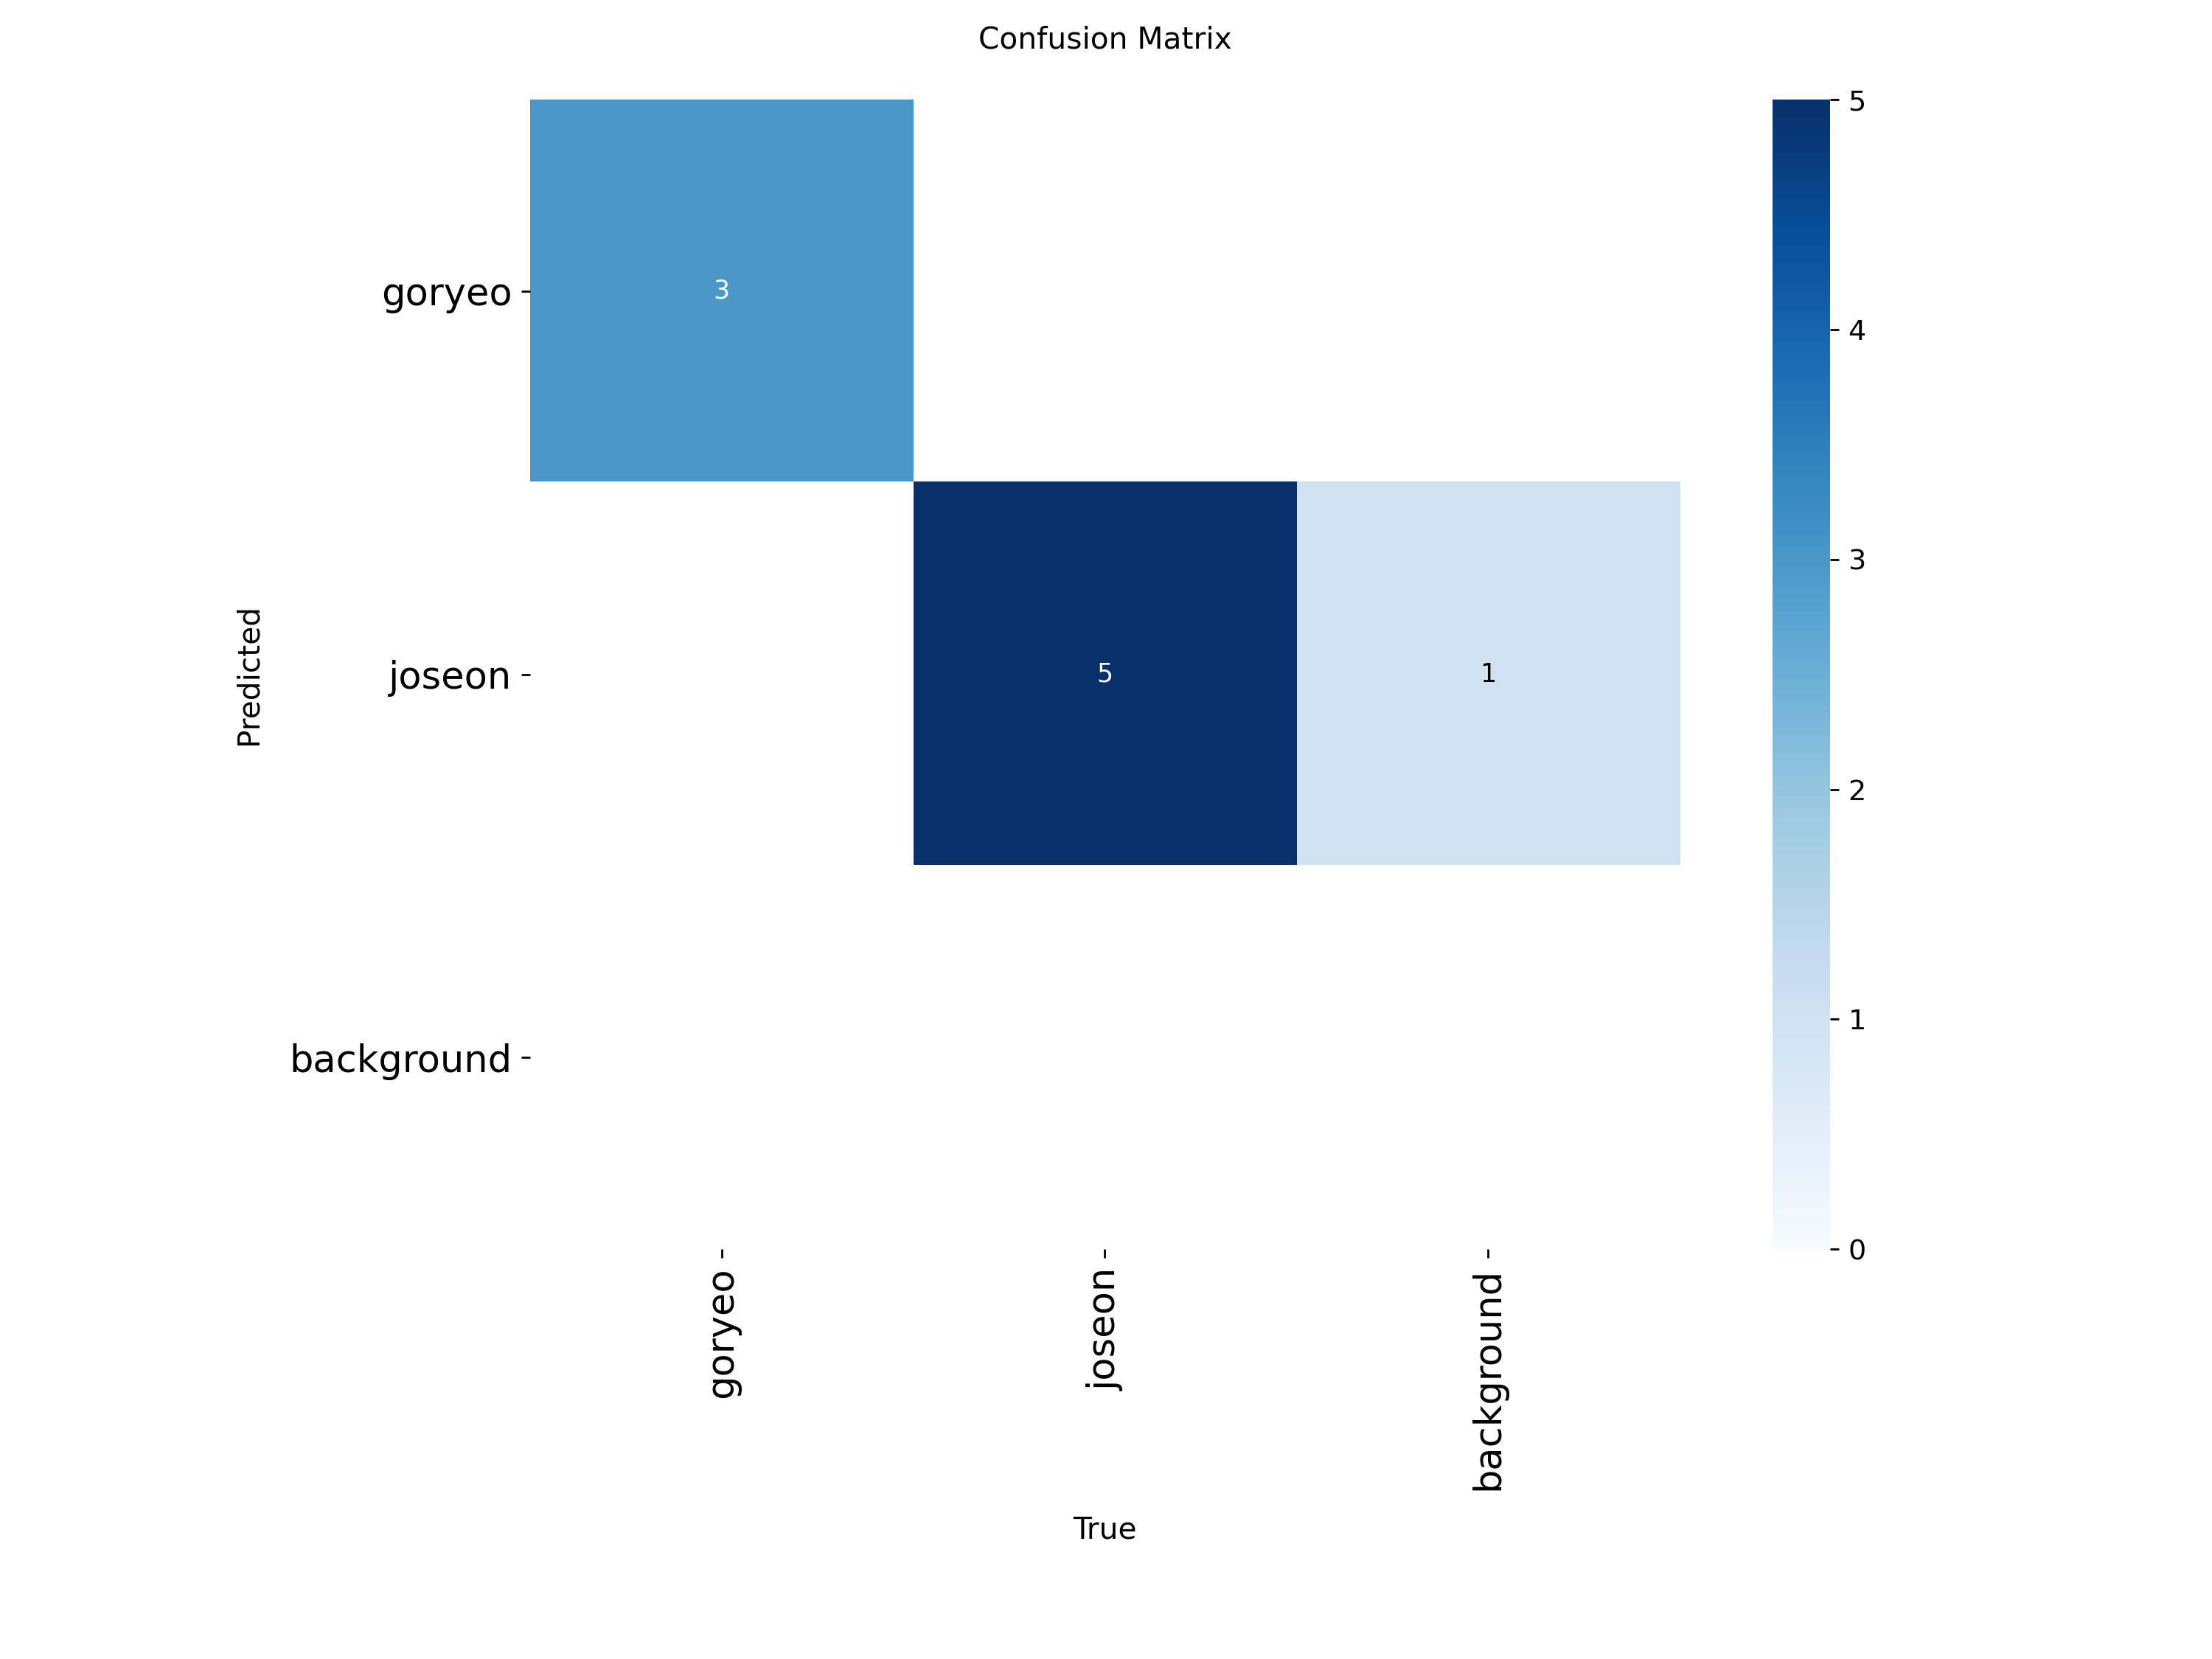 Confusion Matrix
goryeo
joseon
background
Predicted
3
5
1
goryeo
joseon
background
True
5
4
3
2
1
0